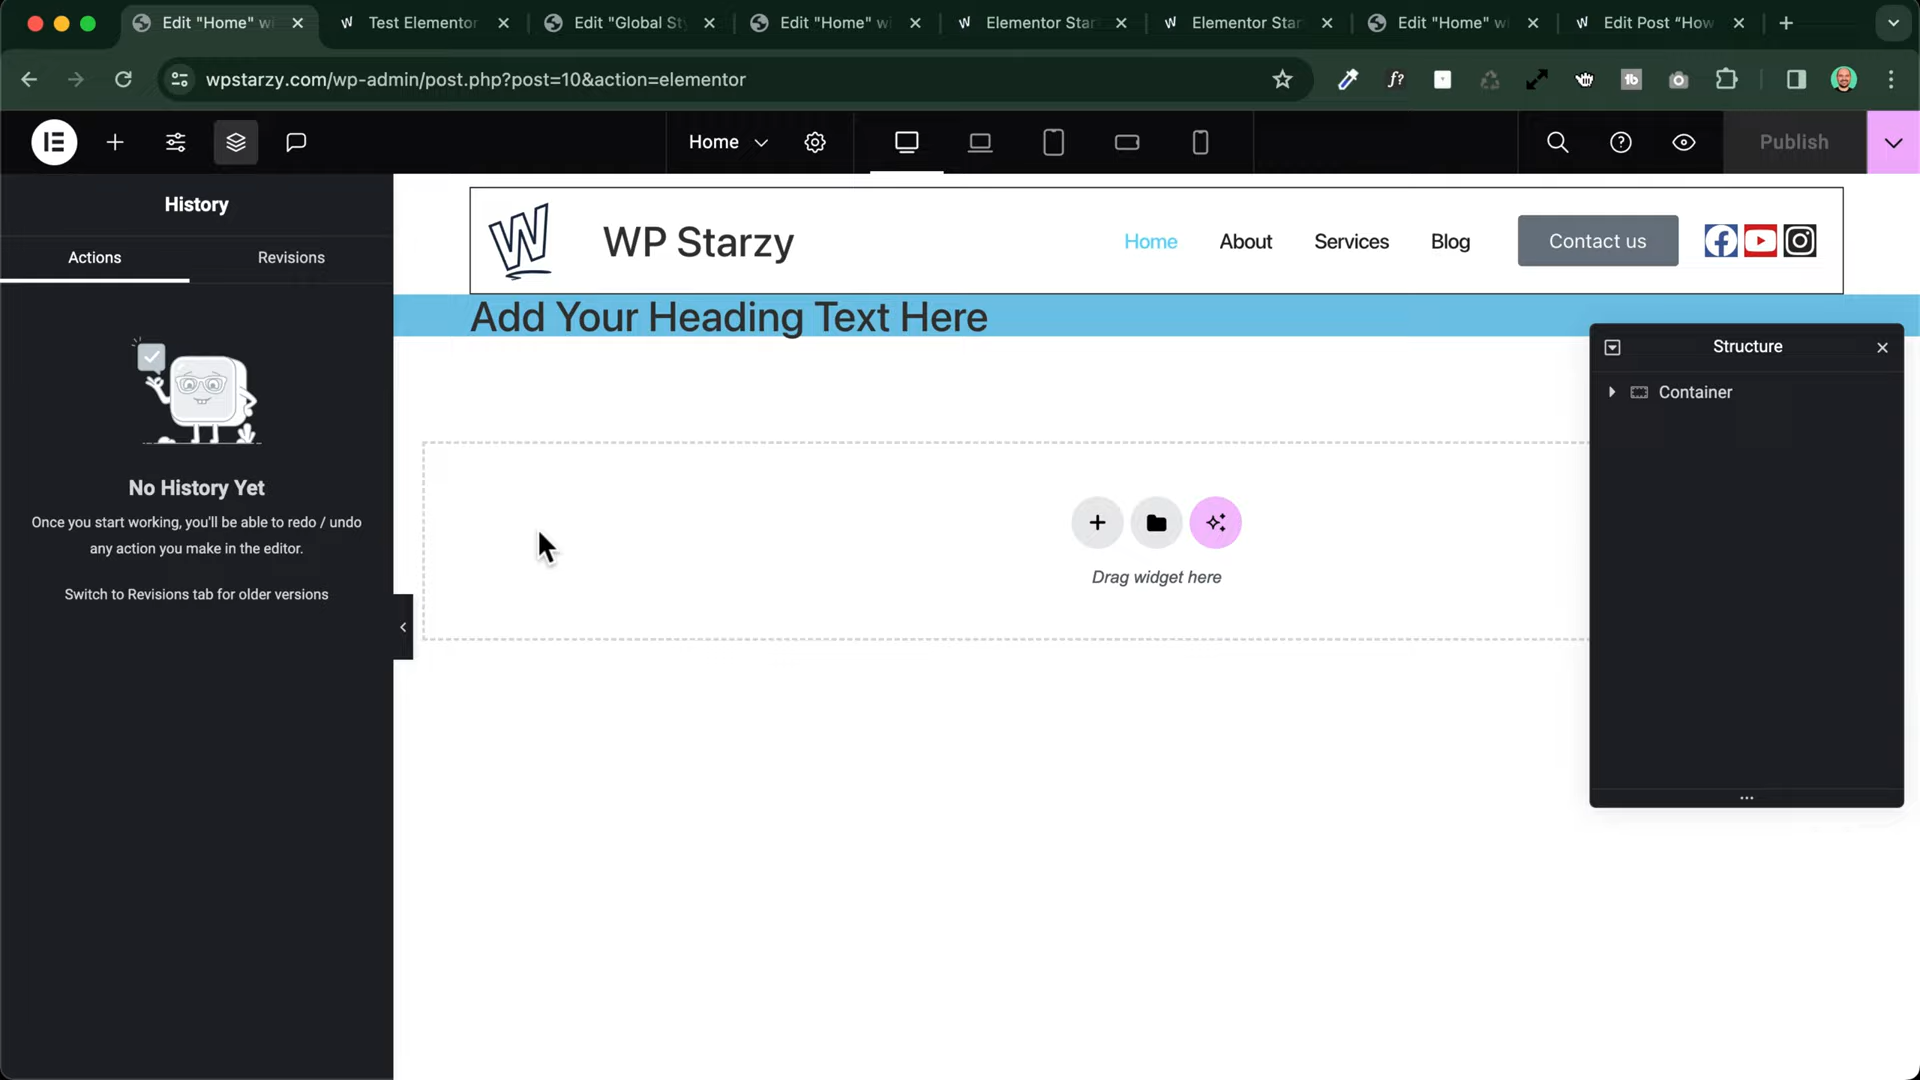 Edit "Home" wi
Test Elementor
Edit "Global St
Edit "Home" wi
Elementor Star
Elementor Star
Edit "Home" wi
Edit Post “How
wpstarzy.com/wp-admin/post.php?post=10&action=elementor
Home
Publish
History
Actions
Revisions
No History Yet
Once you start working, you'll be able to redo / undo
any action you make in the editor.
Switch to Revisions tab for older versions
WP Starzy
Home
About
Services
Blog
Contact us
Add Your Heading Text Here
Drag widget here
Structure
Container